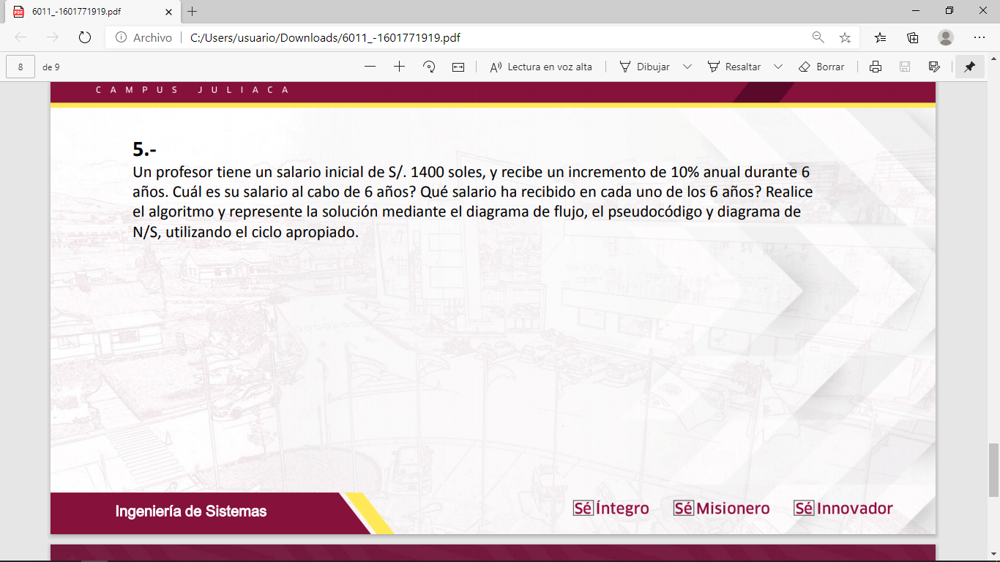 6011_-1601771919.pdf
Archivo C:/Users/usuario/Downloads/6011_-1601771919.pdf
8 de 9 Lectura en voz alta Dibujar Resaltar Borrar
CAMPUS JULIACA
5.-
Un profesor tiene un salario inicial de S/. 1400 soles, y recibe un incremento de 10% anual durante 6
años. Cuál es su salario al cabo de 6 años? Qué salario ha recibido en cada uno de los 6 años? Realice
el algoritmo y represente la solución mediante el diagrama de flujo, el pseudocódigo y diagrama de
N/S, utilizando el ciclo apropiado.
Ingeniería de Sistemas
Sé Íntegro Sé Misionero Sé Innovador